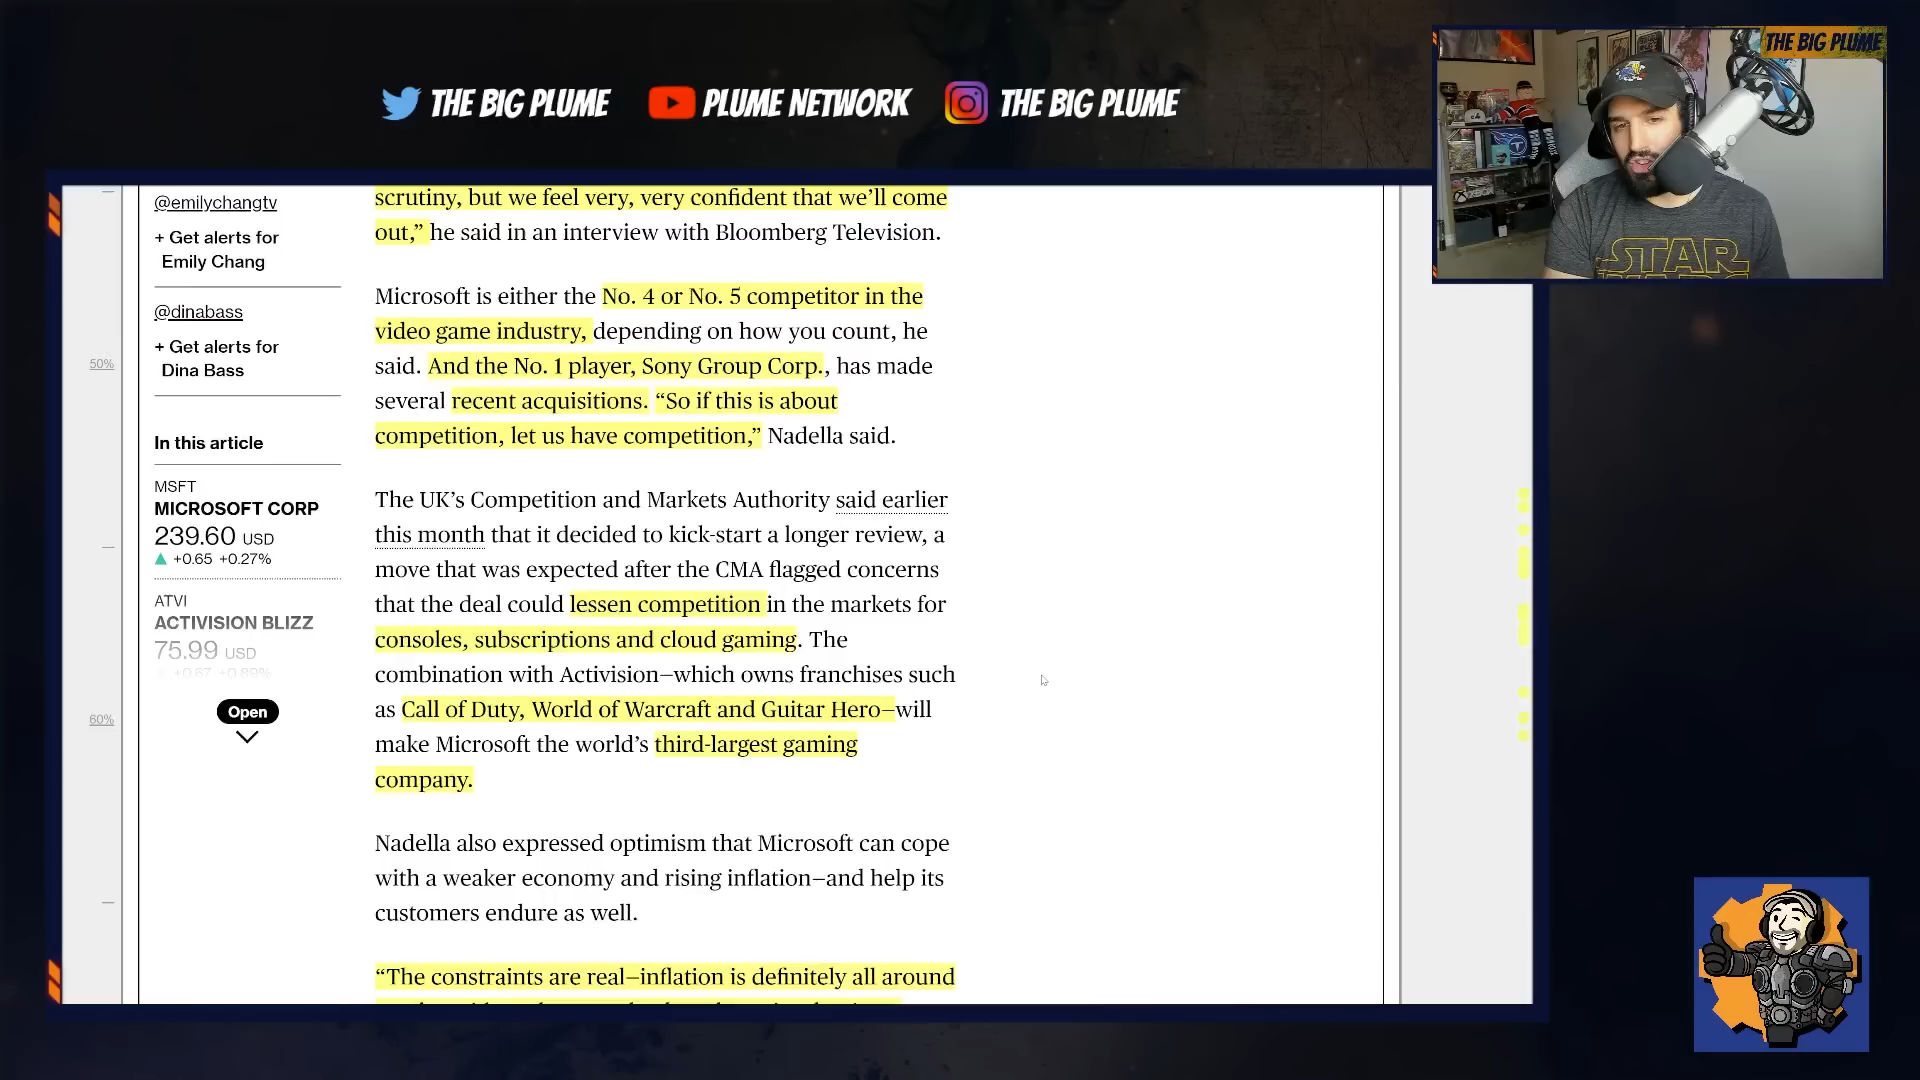 THE BIG PLUME
THE BIG PLUME PLUME NETWORK THE BIG PLUME
STAR
@emilychangtv
+ Get alerts for
Emily Chang
@dinabass
+ Get alerts for
Dina Bass
In this article
MSFT
MICROSOFT CORP
239.60 USD
+0.65 +0.27%
ATVI
ACTIVISION BLIZZ
75.99 USD
+0.67 +0.89%
Open
50%
60%
scrutiny, but we feel very, very confident that we’ll come
out,” he said in an interview with Bloomberg Television.
Microsoft is either the No. 4 or No. 5 competitor in the
video game industry, depending on how you count, he
said. And the No. 1 player, Sony Group Corp., has made
several recent acquisitions. “So if this is about
competition, let us have competition,” Nadella said.
The UK’s Competition and Markets Authority said earlier
this month that it decided to kick-start a longer review, a
move that was expected after the CMA flagged concerns
that the deal could lessen competition in the markets for
consoles, subscriptions and cloud gaming. The
combination with Activision—which owns franchises such
as Call of Duty, World of Warcraft and Guitar Hero—will
make Microsoft the world’s third-largest gaming
company.
Nadella also expressed optimism that Microsoft can cope
with a weaker economy and rising inflation—and help its
customers endure as well.
“The constraints are real—inflation is definitely all around